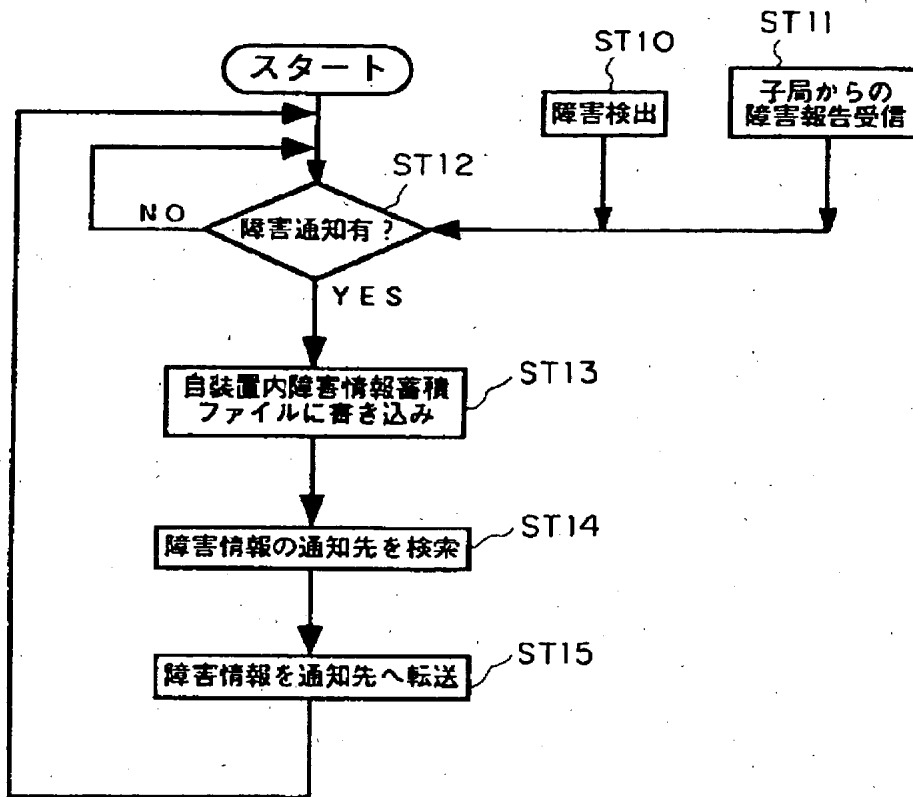 スタート
ST10
障害検出
ST11
子局からの
障害報告受信
ST12
障害通知有?
NO
YES
ST13
自装置内障害情報蓄積
ファイルに書き込み
ST14
障害情報の通知先を検索
ST15
障害情報を通知先へ転送